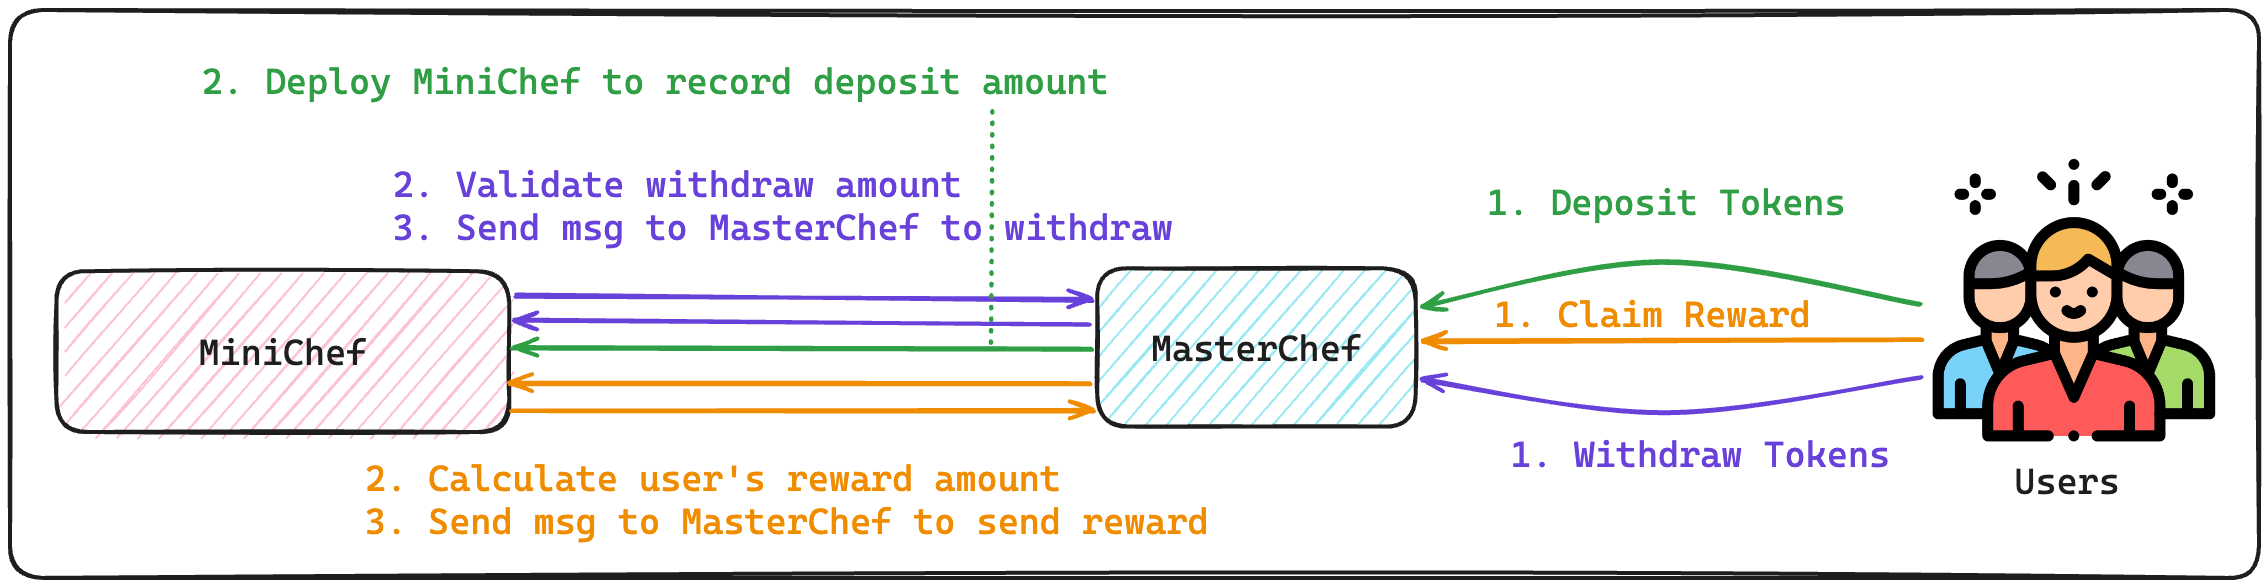 2. Deploy MiniChef to record deposit amount
2. Validate withdraw amount
3. Send msg to MasterChef to withdraw
1. Deposit Tokens
MiniChef
MasterChef
1. Claim Reward
1. Withdraw Tokens
Users
2. Calculate user's reward amount
3. Send msg to MasterChef to send reward